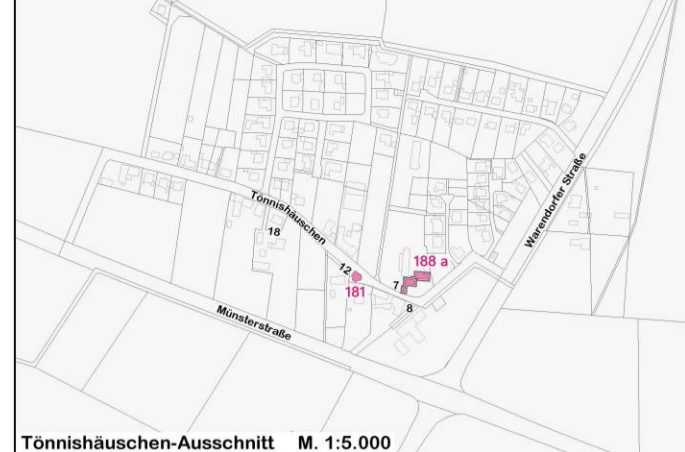 Warendorfer Straße
Tönnishäuschen
18
12
181
188 a
7
8
Münsterstraße
Tönnishäuschen-Ausschnitt M. 1:5.000